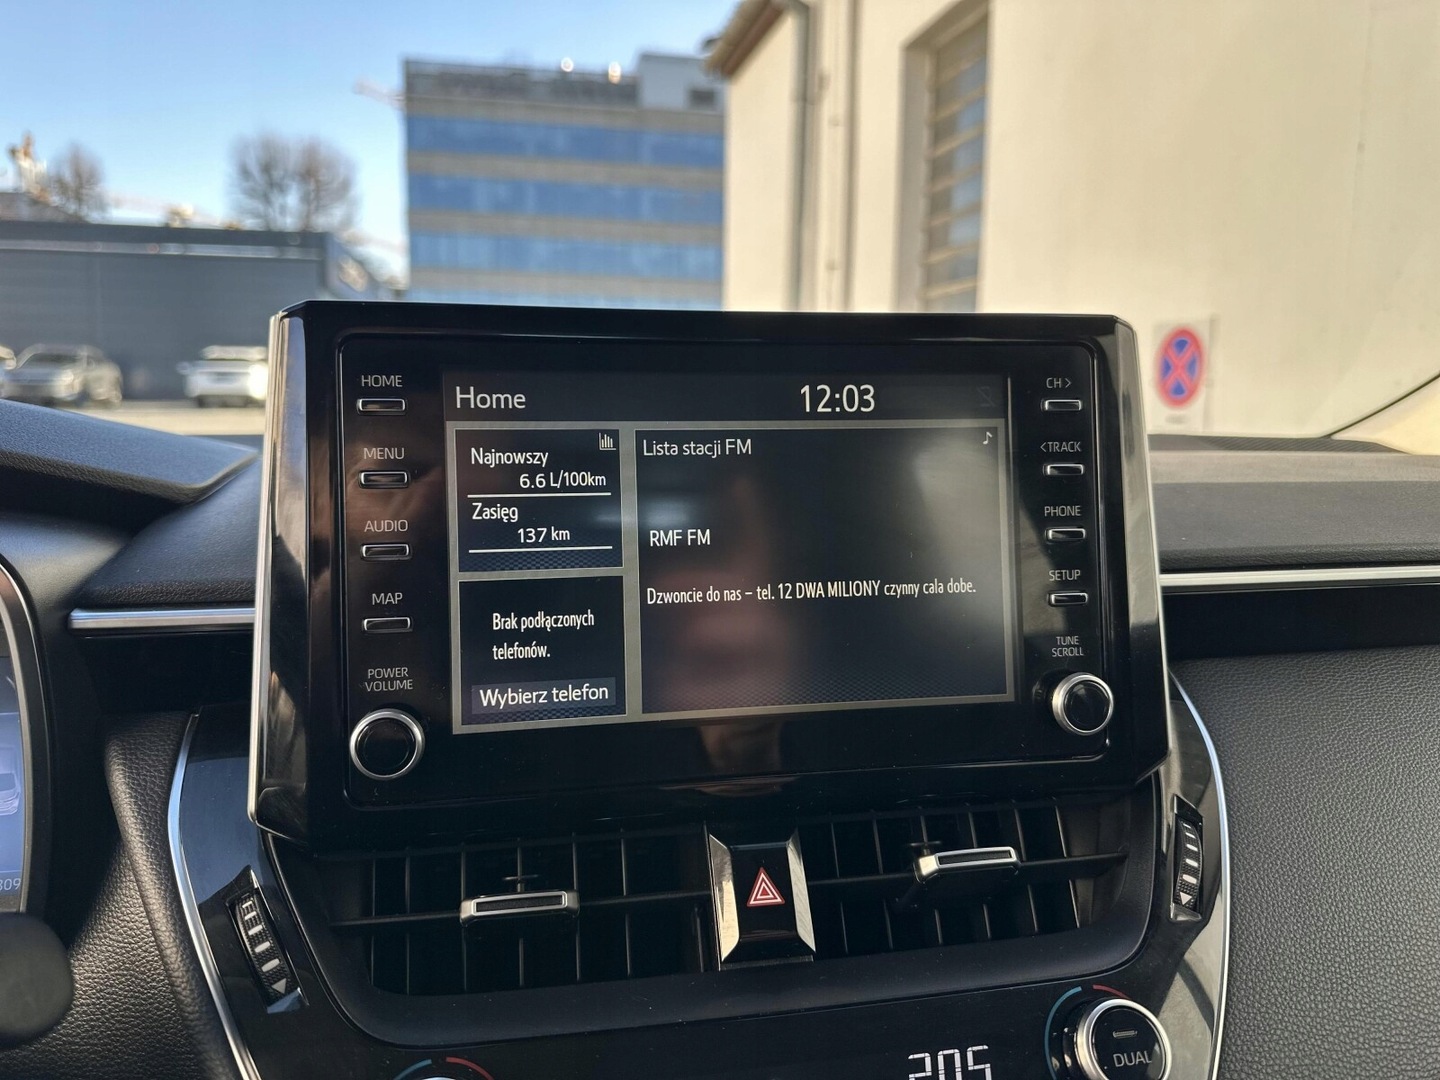 HOME
MENU
AUDIO
MAP
POWER
VOLUME
Home
12:03
Najnowszy
6.6 L/100km
Zasięg
137 km
Brak podłączonych
telefonów.
Wybierz telefon
Lista stacji FM
RMF FM
Dzwoncie do nas – tel. 12 DWA MILIONY czynny cala dobe.
CH >
<TRACK
PHONE
SETUP
TUNE
SCROLL
809
DUAL